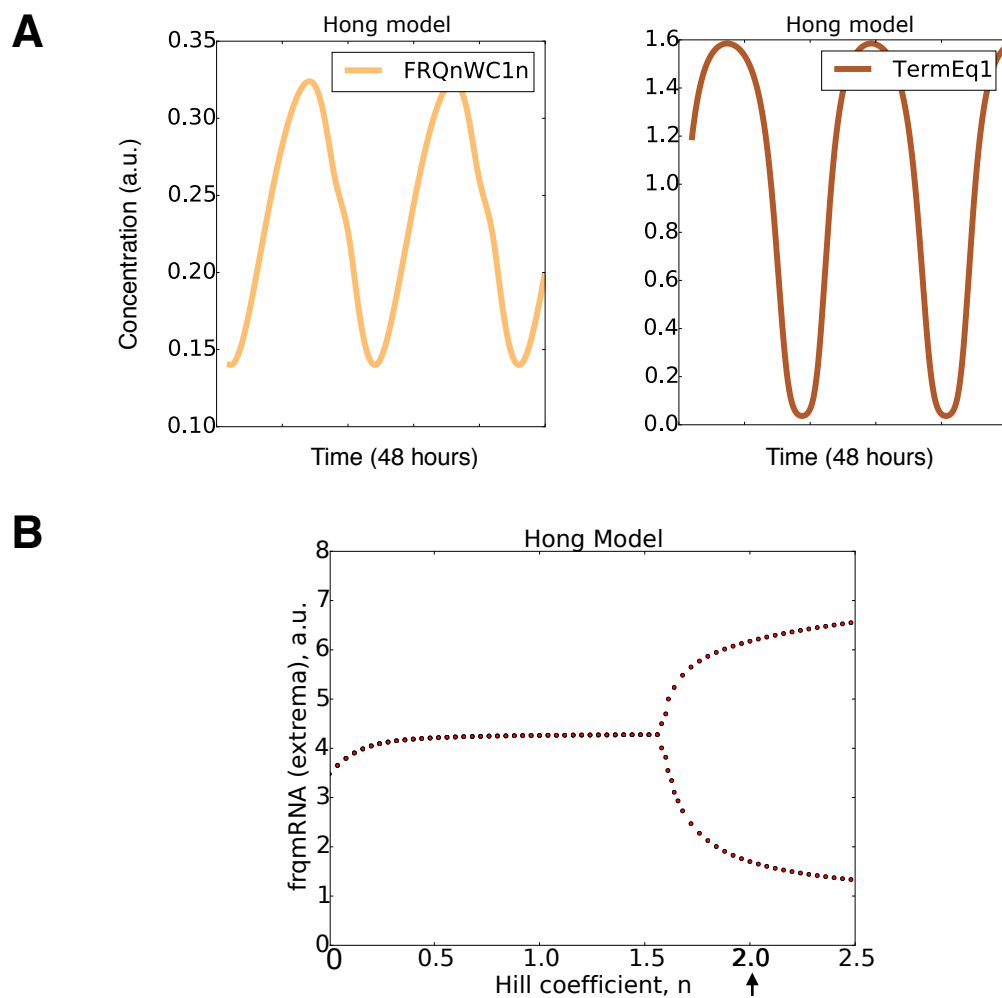 A
Hong model
0.35
0.30
0.25
0.20
0.15
0.10
FRQnWC1n
Concentration (a.u.)
Time (48 hours)
Hong model
1.6
1.4
1.2
1.0
0.8
0.6
0.4
0.2
0.0
TermEq1
Time (48 hours)
B
Hong Model
8
7
6
5
4
3
2
1
0
frqmRNA (extrema), a.u.
0 0.5 1.0 1.5 2.0 2.5
Hill coefficient, n